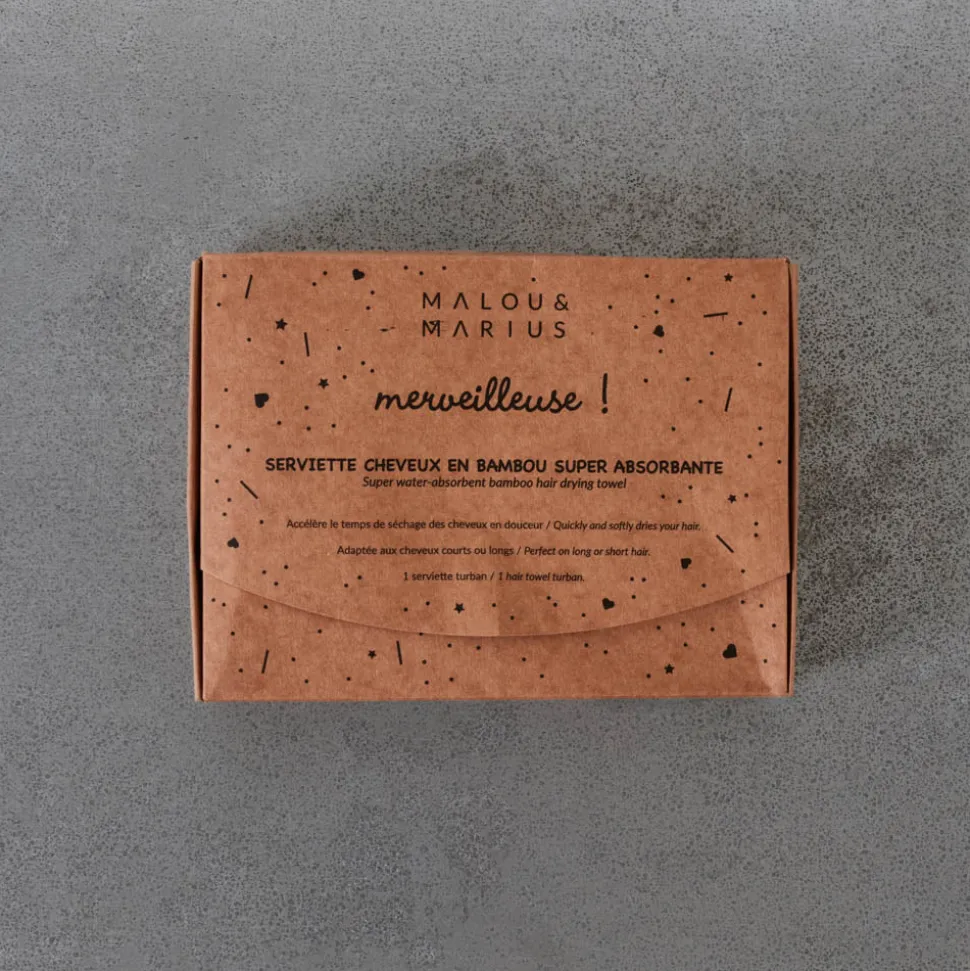 MALOU&
MARIUS
merveilleuse !
SERVIETTE CHEVEUX EN BAMBOU SUPER ABSORBANTE
Super water-absorbent bamboo hair drying towel
Accélère le temps de séchage des cheveux en douceur / Quickly and softly dries your hair.
Adaptée aux cheveux courts ou longs / Perfect on long or short hair.
1 serviette turban / 1 hair towel turban.